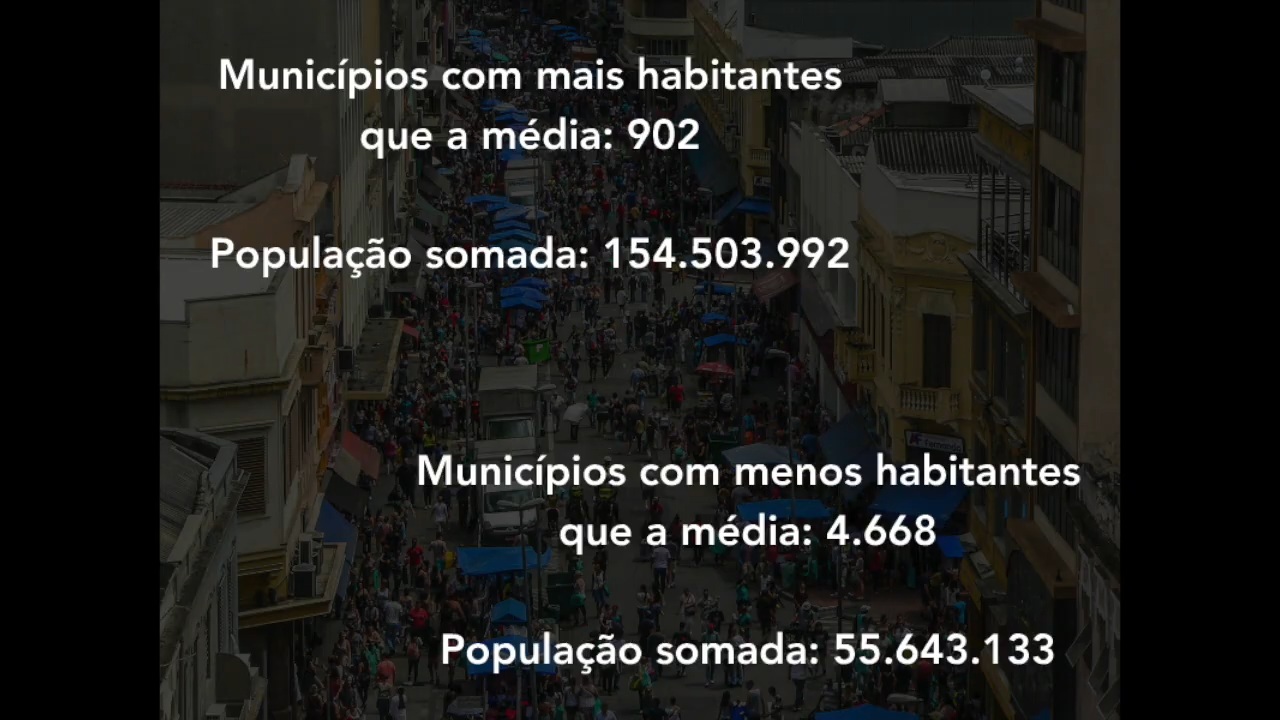 Municípios com mais habitantes
que a média: 902
População somada: 154.503.992
Municípios com menos habitantes
que a média: 4.668
População somada: 55.643.133